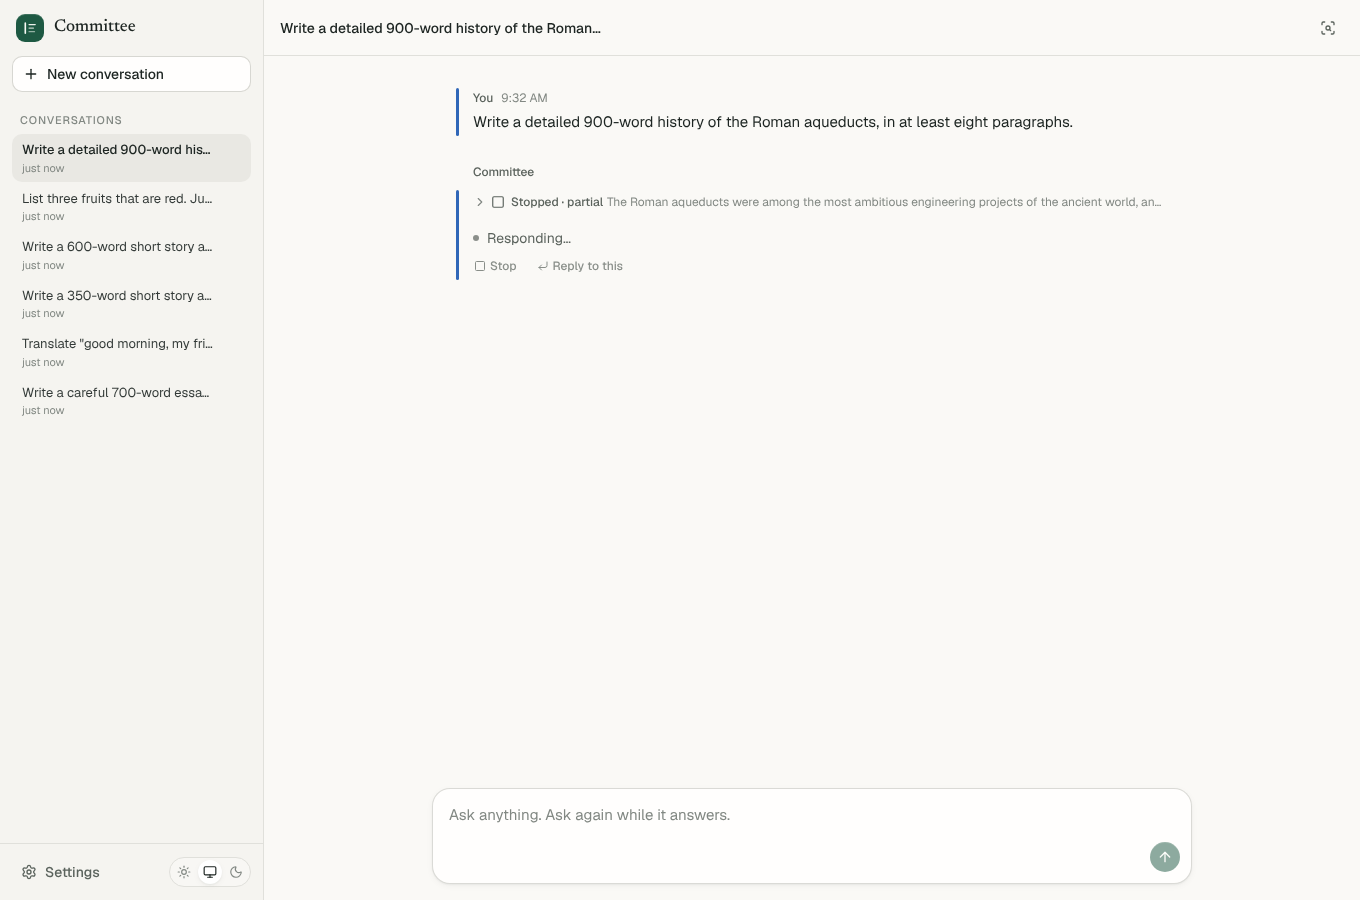 Committee
New conversation
CONVERSATIONS
Write a detailed 900-word his...
just now
List three fruits that are red. Ju...
just now
Write a 600-word short story a...
just now
Write a 350-word short story a...
just now
Translate "good morning, my fri...
just now
Write a careful 700-word essa...
just now
Settings
Write a detailed 900-word history of the Roman...
You 9:32 AM
Write a detailed 900-word history of the Roman aqueducts, in at least eight paragraphs.
Committee
Stopped · partial The Roman aqueducts were among the most ambitious engineering projects of the ancient world, an...
Responding...
Stop Reply to this
Ask anything. Ask again while it answers.